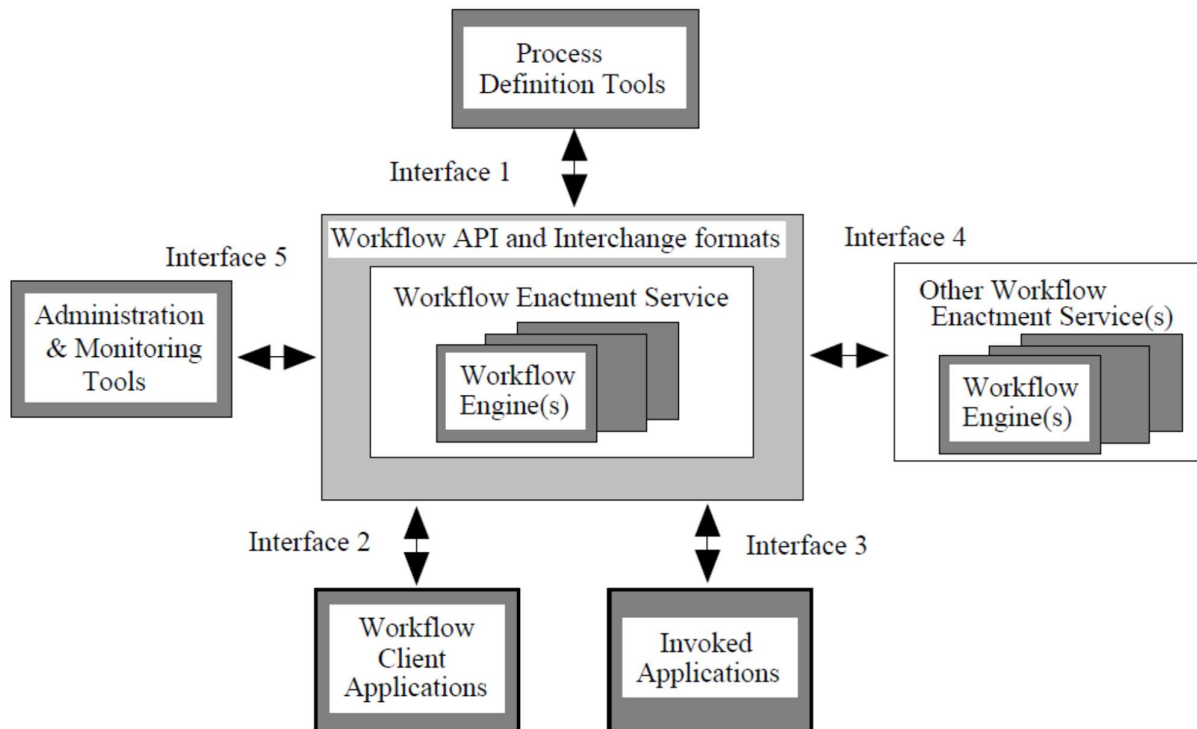 Process
Definition Tools
Interface 1
Workflow API and Interchange formats
Interface 4
Interface 5
Workflow Enactment Service
Other Workflow
Enactment Service(s)
Administration
& Monitoring
Tools
Workflow
Engine(s)
Workflow
Engine(s)
Interface 2
Interface 3
Workflow
Client
Applications
Invoked
Applications